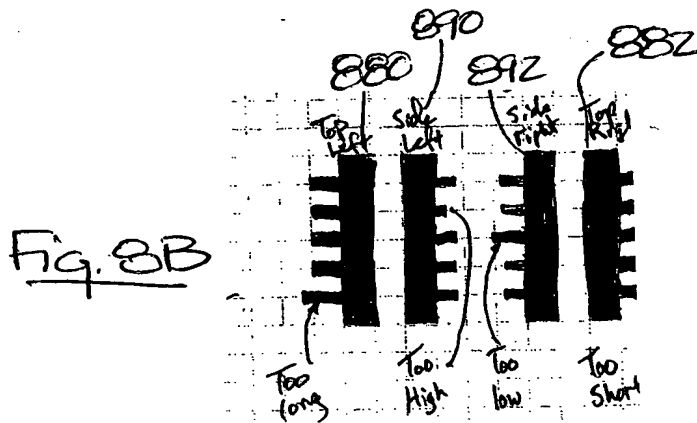 890
880
892
882
Top
Left
Side
Left
Side
right
Top
Fig. 8B
Too
long
Too
High
Too
low
Too
Short